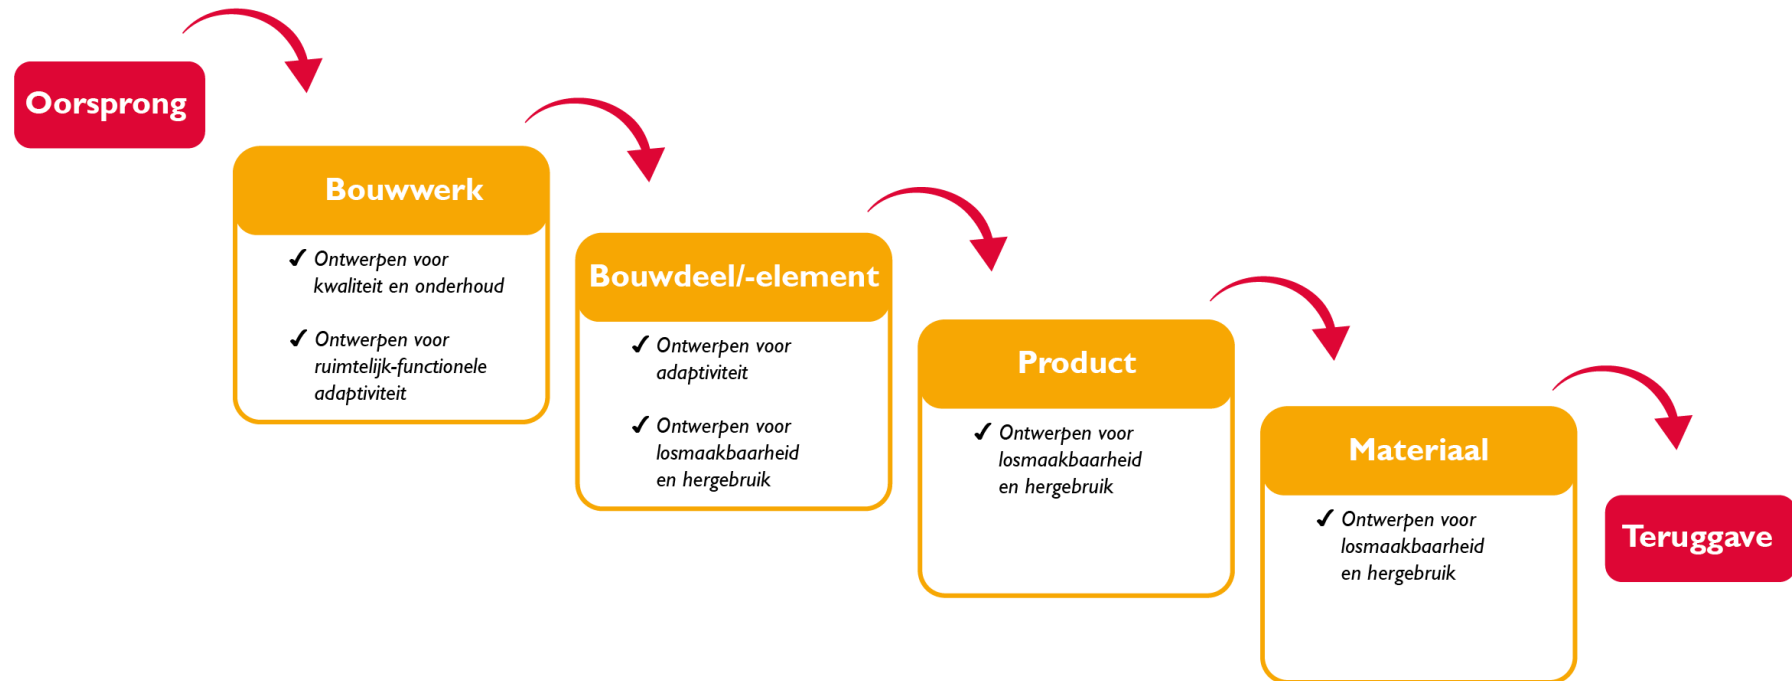 Oorsprong
Bouwwerk
✔ Ontwerpen voor
kwaliteit en onderhoud
✔ Ontwerpen voor
ruimtelijk-functionele
adaptiviteit
Bouwdeel/-element
✔ Ontwerpen voor
adaptiviteit
✔ Ontwerpen voor
losmaakbaarheid
en hergebruik
Product
✔ Ontwerpen voor
losmaakbaarheid
en hergebruik
Materiaal
✔ Ontwerpen voor
losmaakbaarheid
en hergebruik
Teruggave